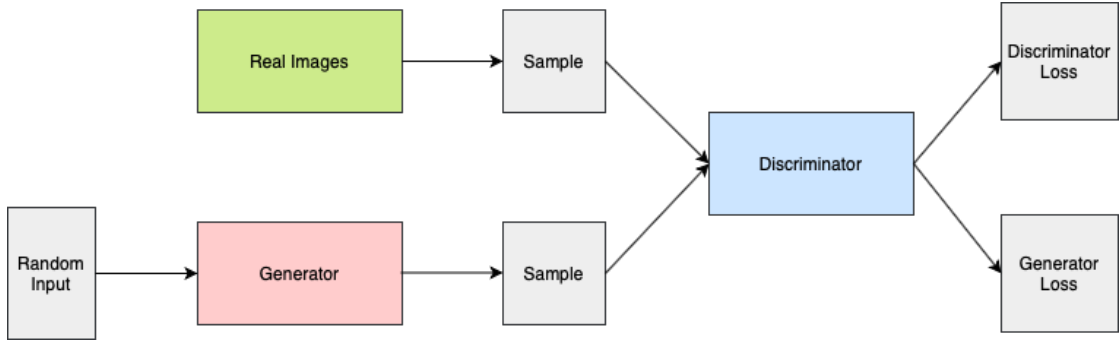 Real Images
Sample
Discriminator
Loss
Discriminator
Random
Input
Generator
Sample
Generator
Loss